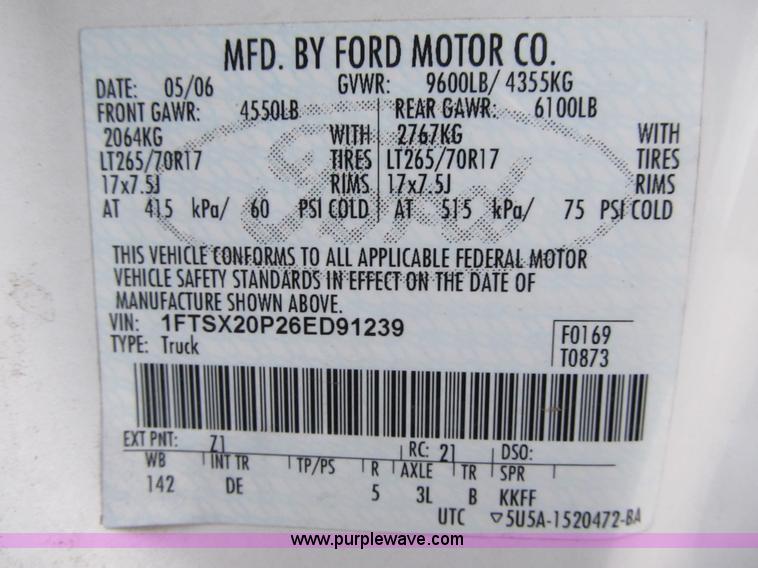 MFD. BY FORD MOTOR CO.
DATE: 05/06 GVWR: 9600LB/ 4355KG
FRONT GAWR: 4550LB REAR GAWR: 6100LB
2064KG WITH 2767KG WITH
LT265/70R17 TIRES LT265/70R17 TIRES
17x7.5J RIMS 17x7.5J RIMS
AT 415 kPa/ 60 PSI COLD AT 515 kPa/ 75 PSI COLD
THIS VEHICLE CONFORMS TO ALL APPLICABLE FEDERAL MOTOR
VEHICLE SAFETY STANDARDS IN EFFECT ON THE DATE OF
MANUFACTURE SHOWN ABOVE.
VIN: 1FTSX20P26ED91239 F0169
TYPE: Truck T0873
EXT PNT: Z1 RC: 21 DSO:
WB INT TR TP/PS R AXLE TR SPR
142 DE 5 3L B KKFF
UTC ▽5U5A-1520472-BA
Ford
www.purplewave.com